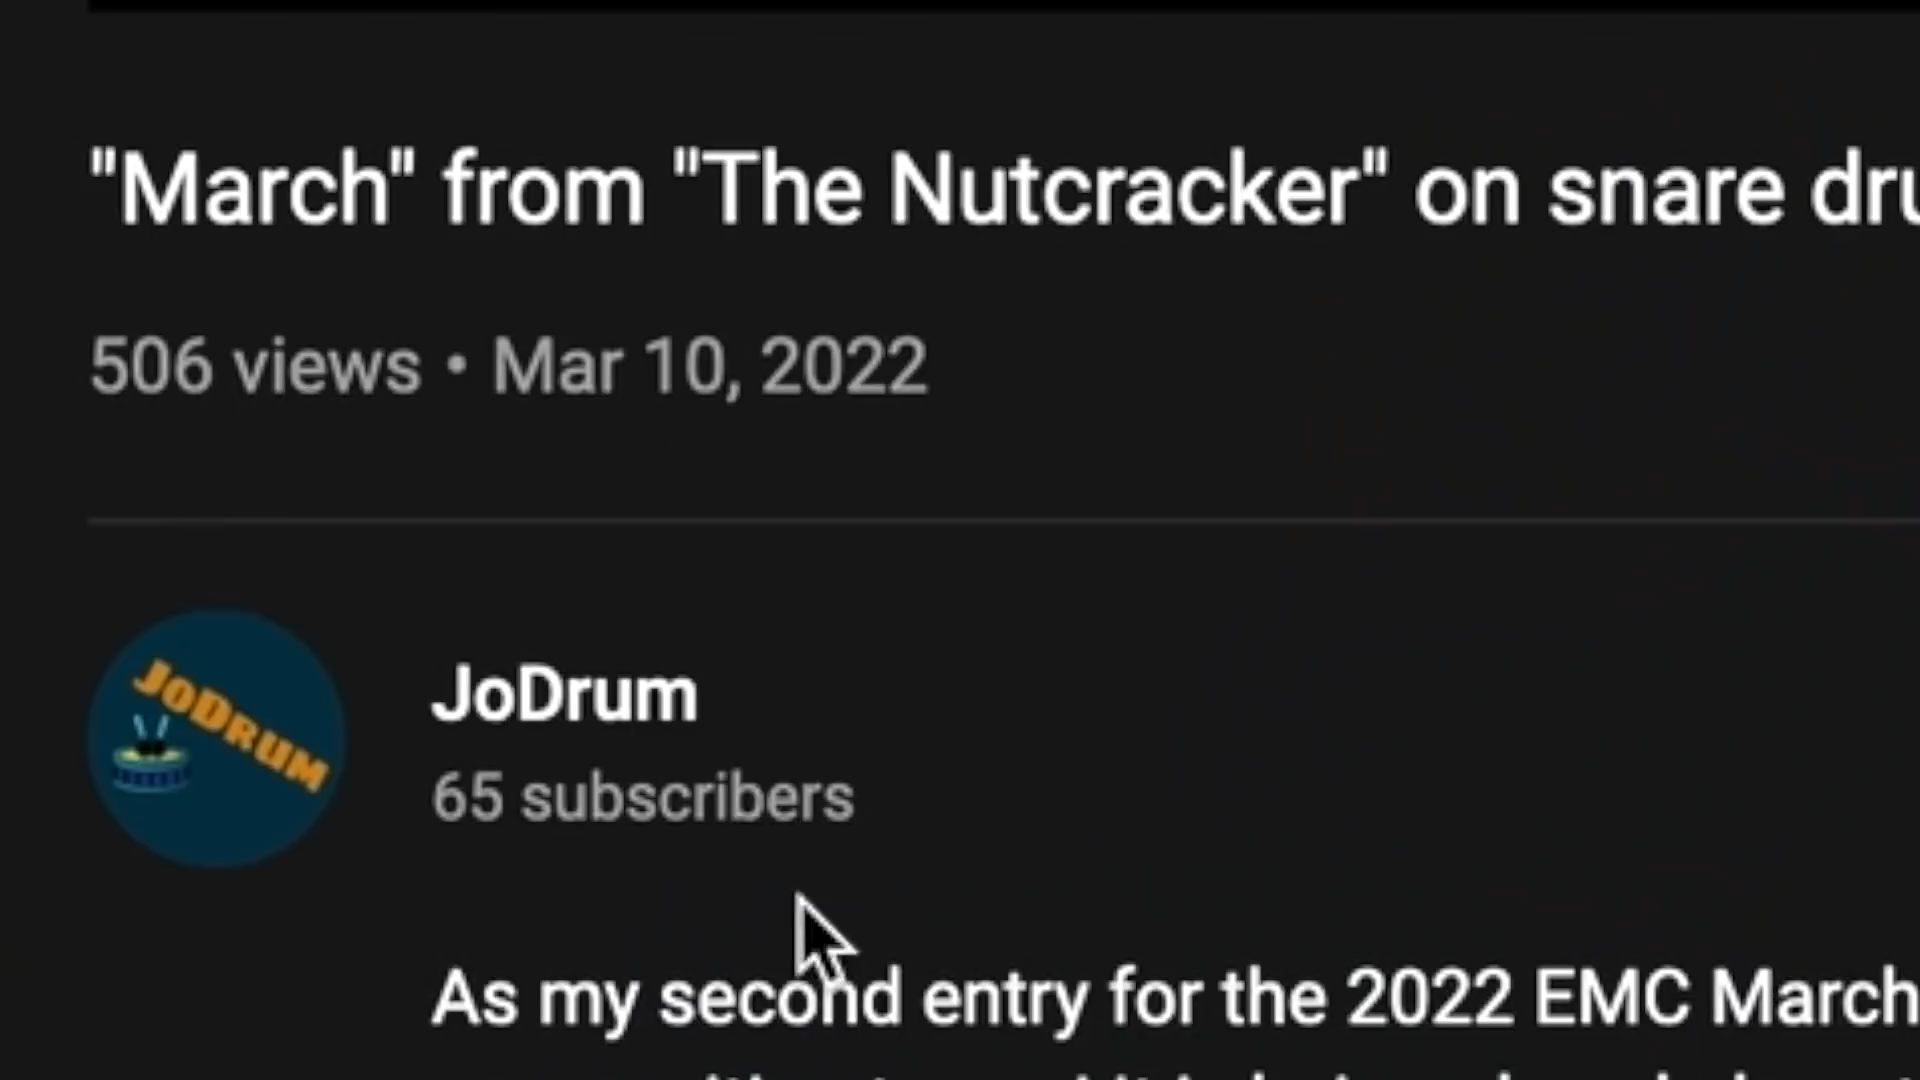 "March" from "The Nutcracker" on snare dru
506 views • Mar 10, 2022
JoDrum
JoDrum
65 subscribers
As my second entry for the 2022 EMC March